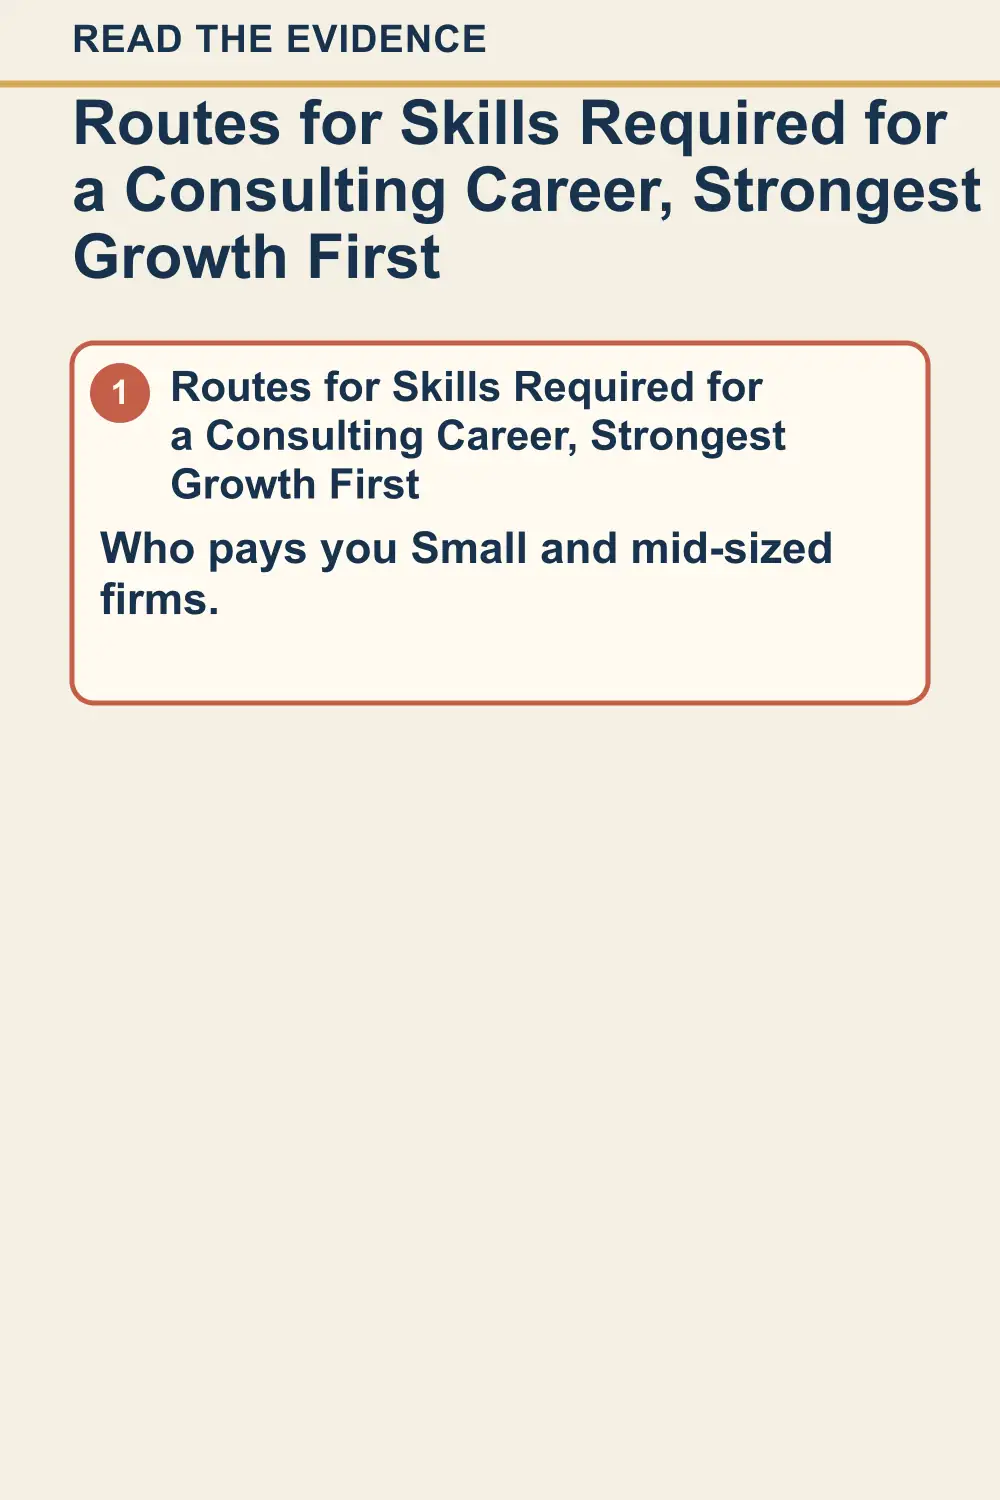 READ THE EVIDENCE
Routes for Skills Required for
a Consulting Career, Strongest
Growth First
1
Routes for Skills Required for
a Consulting Career, Strongest
Growth First
Who pays you Small and mid-sized
firms.